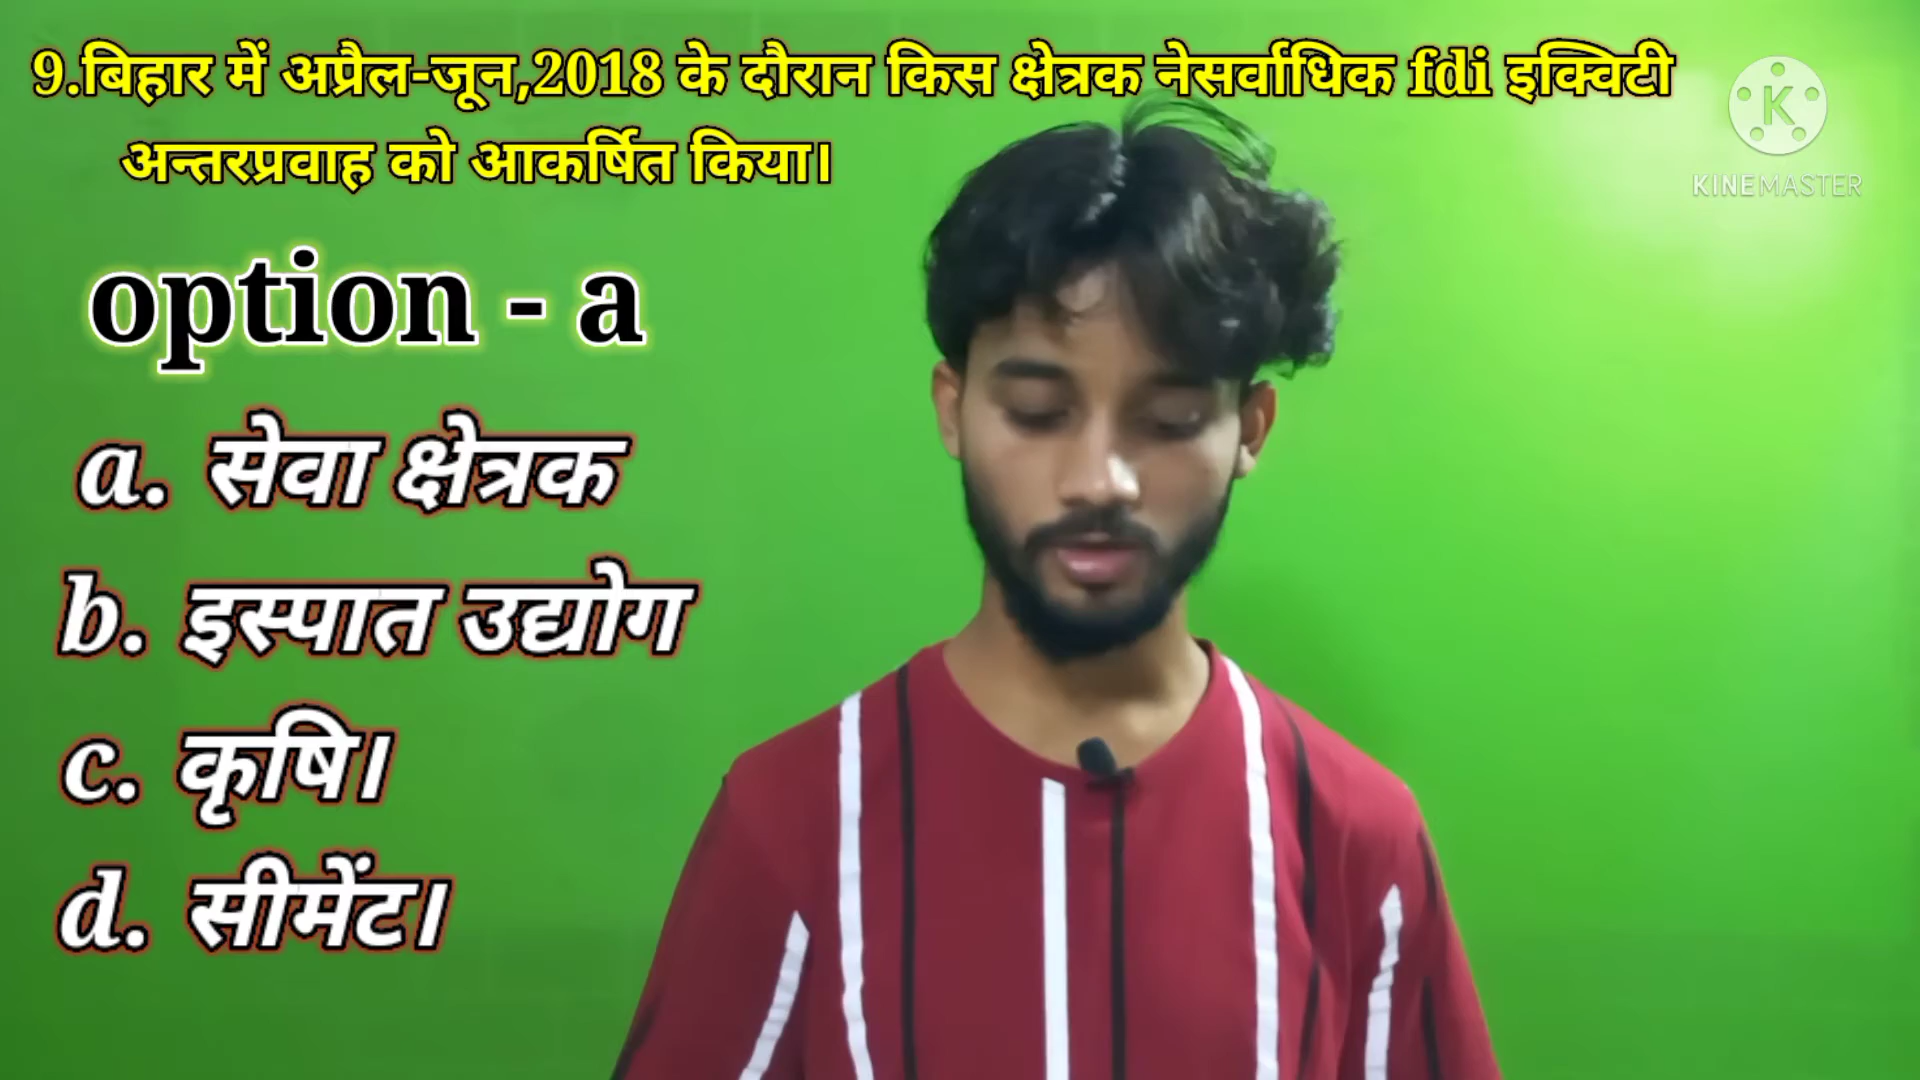 9.बिहार में अप्रैल-जून,2018 के दौरान किस क्षेत्रक नेसर्वाधिक fdi इक्विटी
अन्तरप्रवाह को आकर्षित किया।
KINEMASTER
option - a
a. सेवा क्षेत्रक
b. इस्पात उद्योग
c. कृषि।
d. सीमेंट।